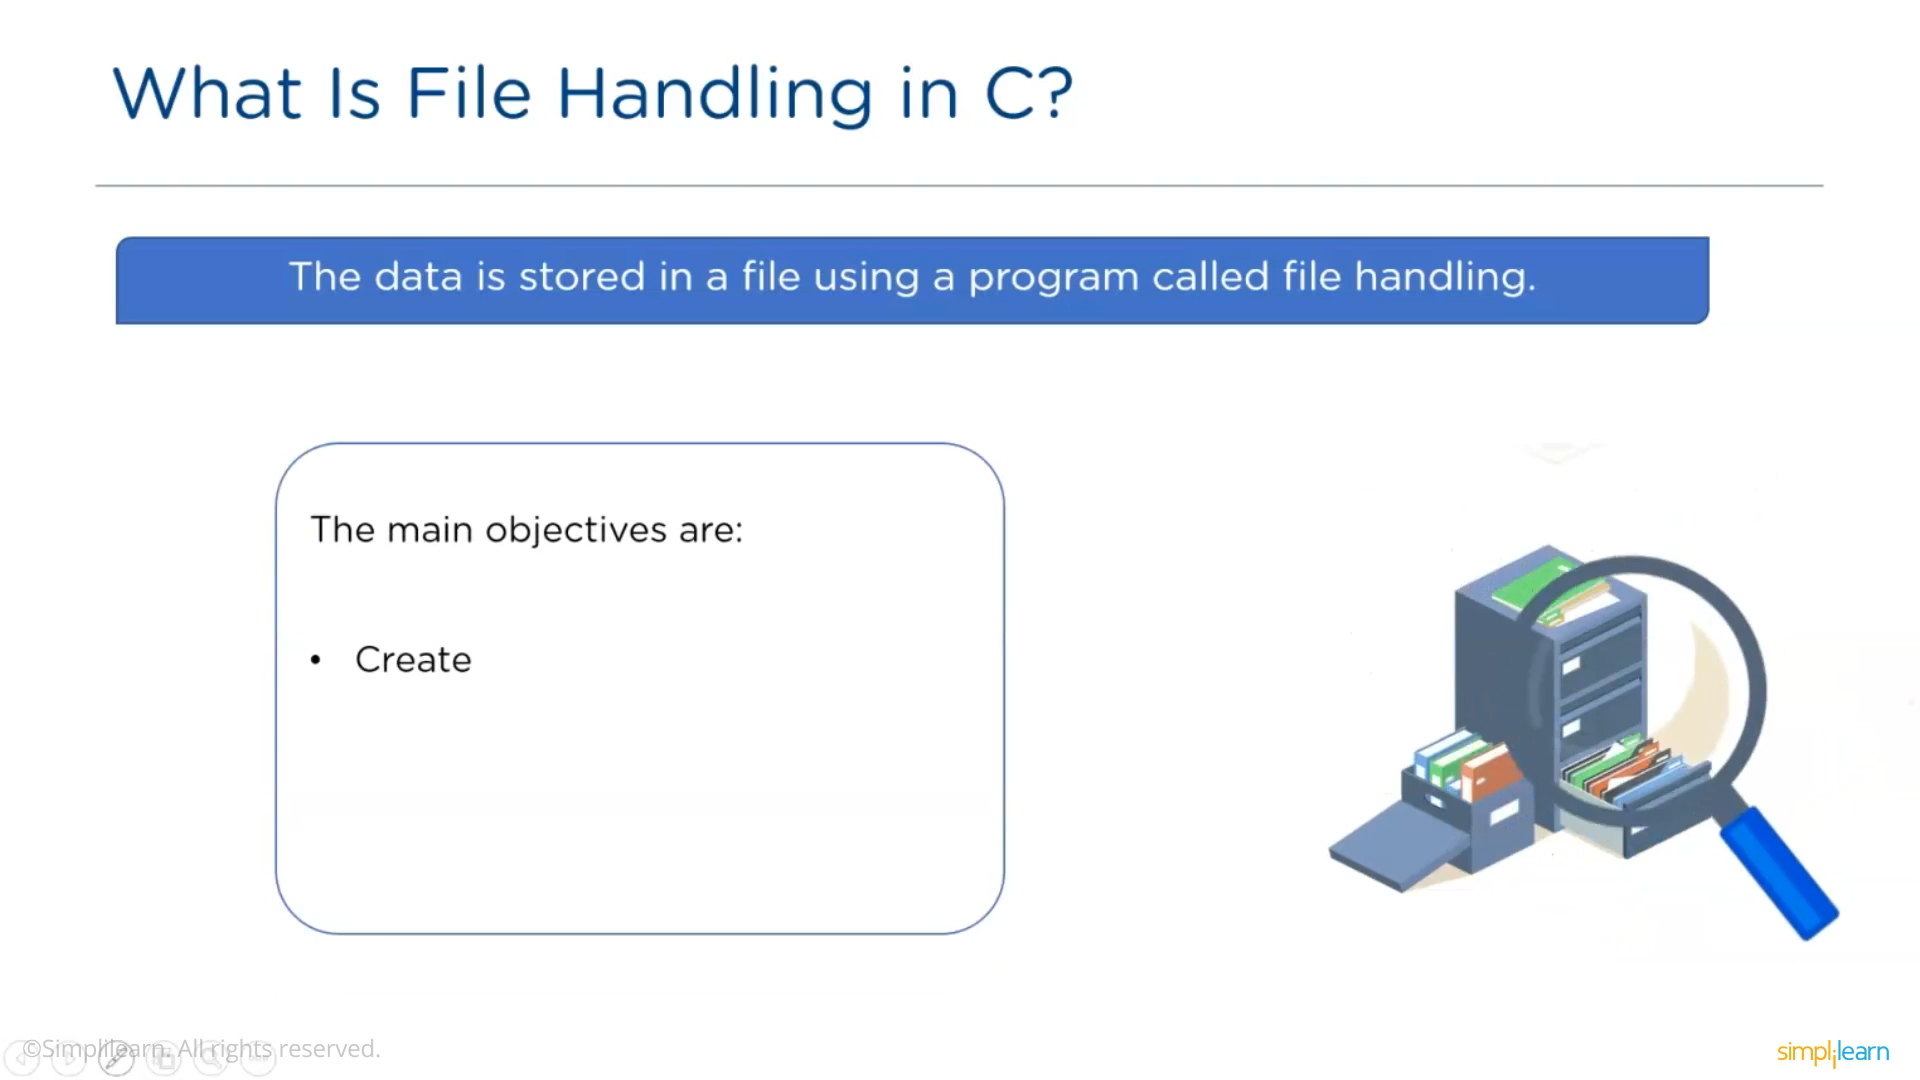 What Is File Handling in C?
The data is stored in a file using a program called file handling.
The main objectives are:
• Create
©Simplilearn. All rights reserved.
simplilearn